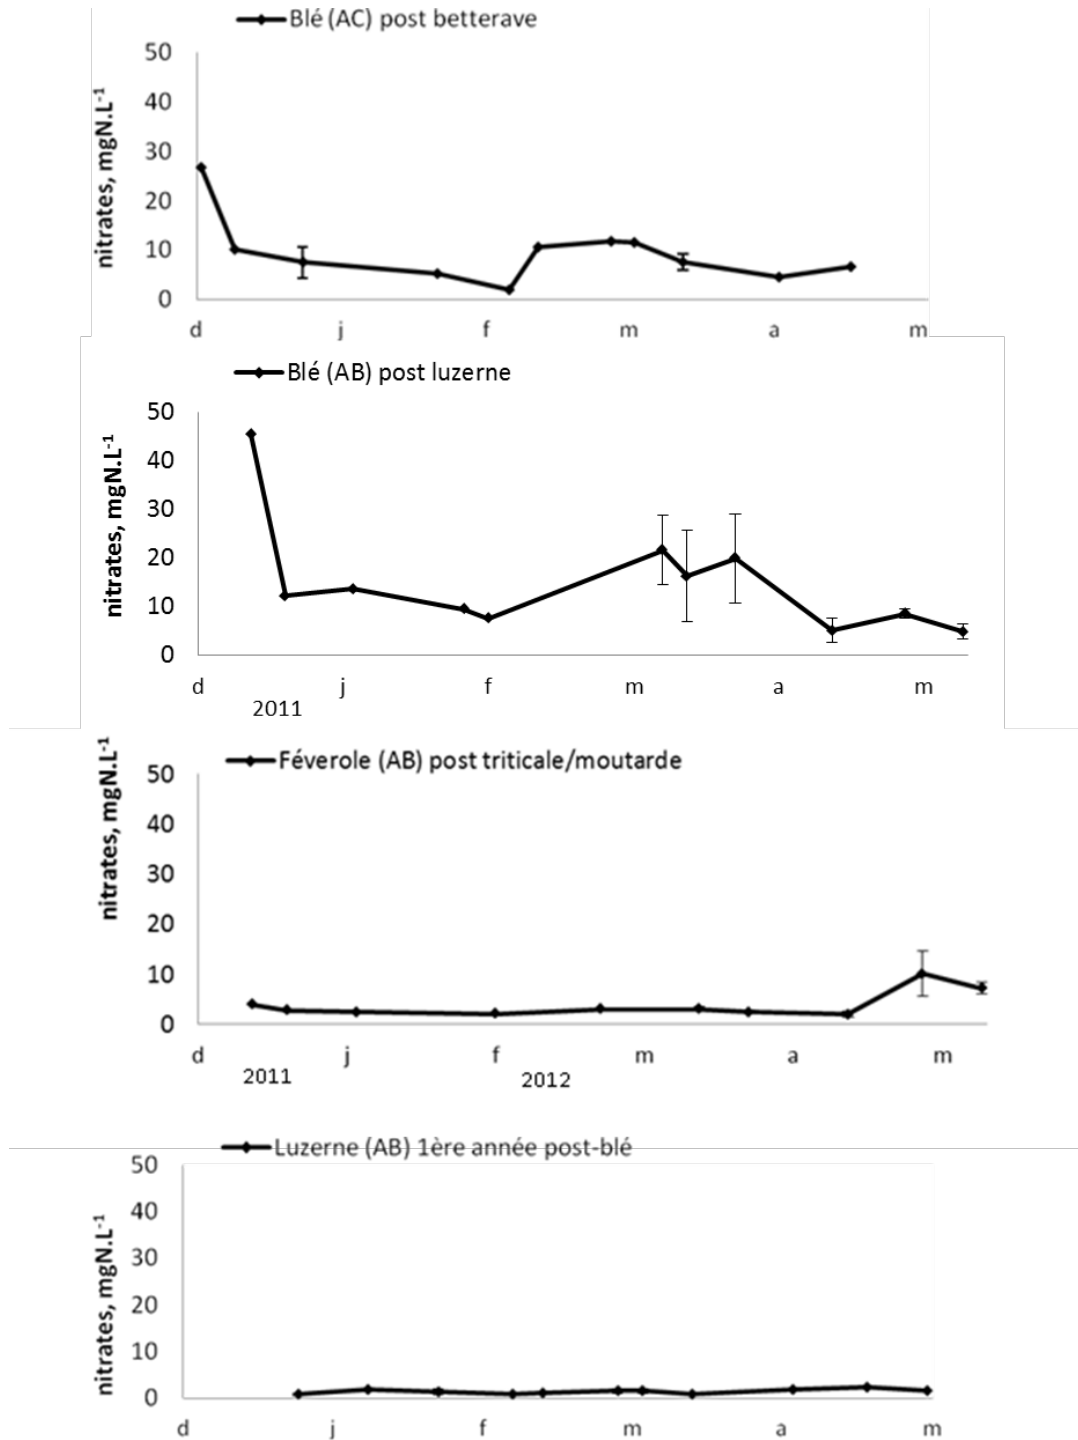 Blé (AC) post betterave
nitrates, mgN.L-1
50
40
30
20
10
0
d j f m a m
Blé (AB) post luzerne
nitrates, mgN.L-1
50
40
30
20
10
0
d j f m a m
2011
Féverole (AB) post triticale/moutarde
nitrates, mgN.L-1
50
40
30
20
10
0
d j f m a m
2011 2012
Luzerne (AB) 1ère année post-blé
nitrates, mgN.L-1
50
40
30
20
10
0
d j f m a m